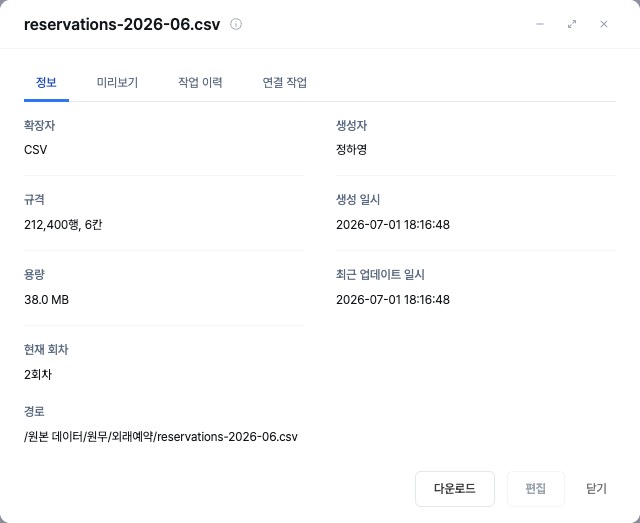 reservations-2026-06.csv
정보
미리보기
작업 이력
연결 작업
확장자
CSV
생성자
정하영
규격
212,400행, 6칸
생성 일시
2026-07-01 18:16:48
용량
38.0 MB
최근 업데이트 일시
2026-07-01 18:16:48
현재 회차
2회차
경로
/원본 데이터/원무/외래예약/reservations-2026-06.csv
다운로드
편집
닫기